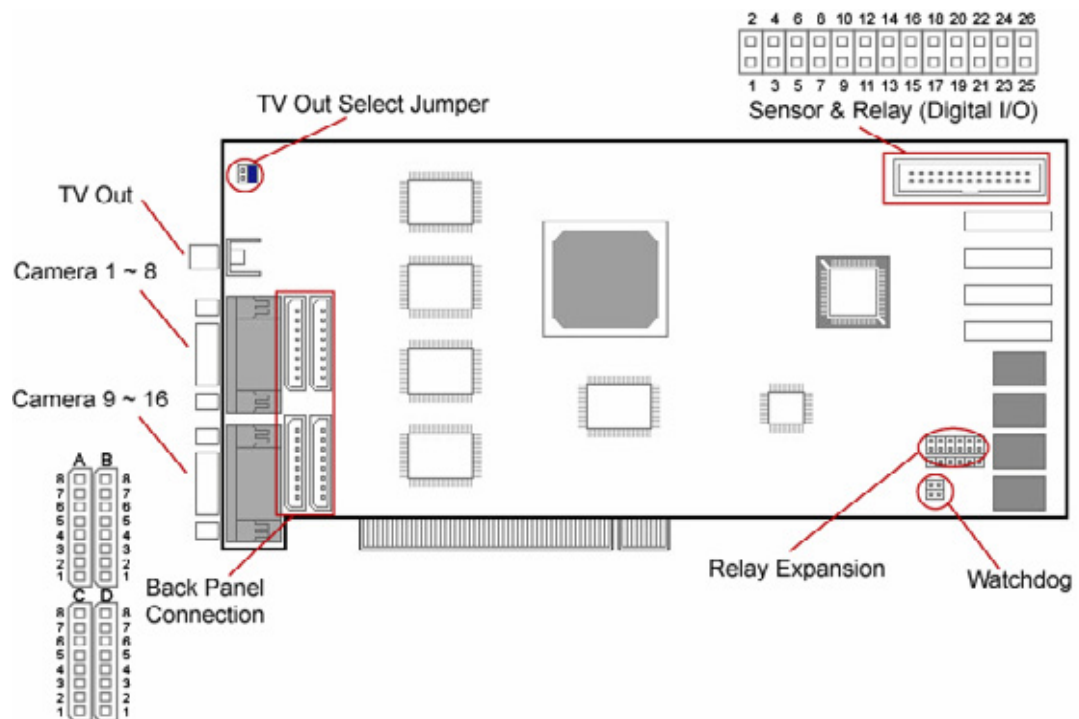 2 4 6 8 10 12 14 16 18 20 22 24 26
1 3 5 7 9 11 13 15 17 19 21 23 25
Sensor & Relay (Digital I/O)
TV Out Select Jumper
TV Out
Camera 1 ~ 8
Camera 9 ~ 16
A B
8 8
7 7
6 6
5 5
4 4
3 3
2 2
1 1
C D
8 8
7 7
6 6
5 5
4 4
3 3
2 2
1 1
Back Panel
Connection
Relay Expansion
Watchdog